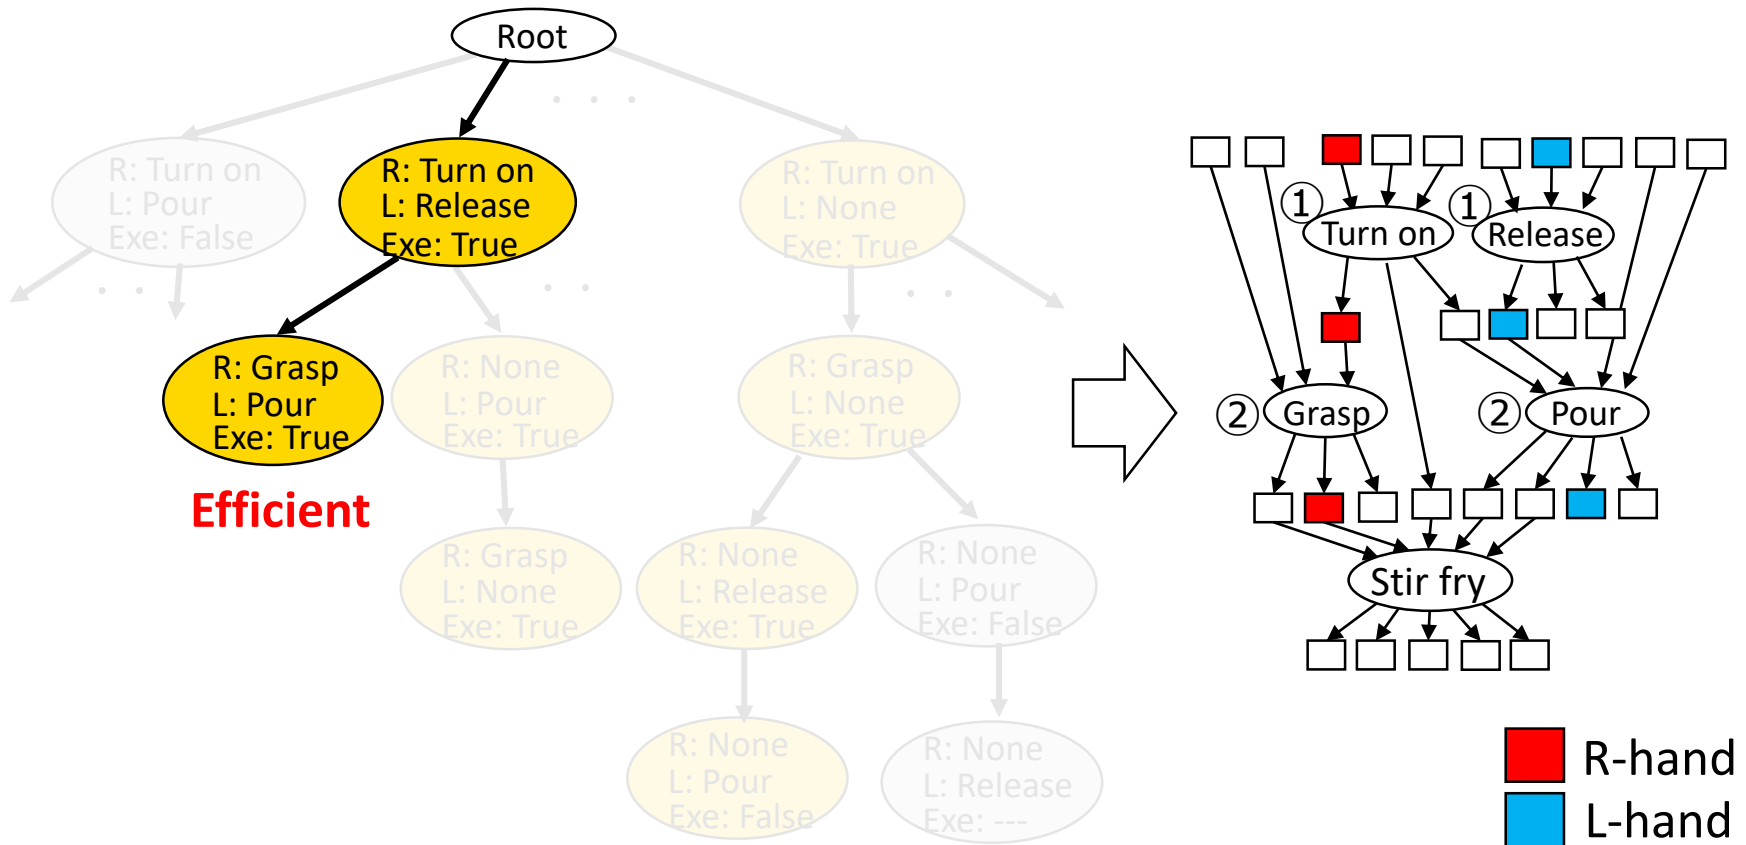 Root
R: Turn on
L: Pour
Exe: False
R: Turn on
L: Release
Exe: True
R: Turn on
L: None
Exe: True
R: Grasp
L: Pour
Exe: True
R: None
L: Pour
Exe: True
R: Grasp
L: None
Exe: True
Efficient
R: Grasp
L: None
Exe: True
R: None
L: Release
Exe: True
R: None
L: Pour
Exe: False
R: None
L: Pour
Exe: False
R: None
L: Release
Exe: ---
① Turn on
① Release
② Grasp
② Pour
Stir fry
R-hand
L-hand